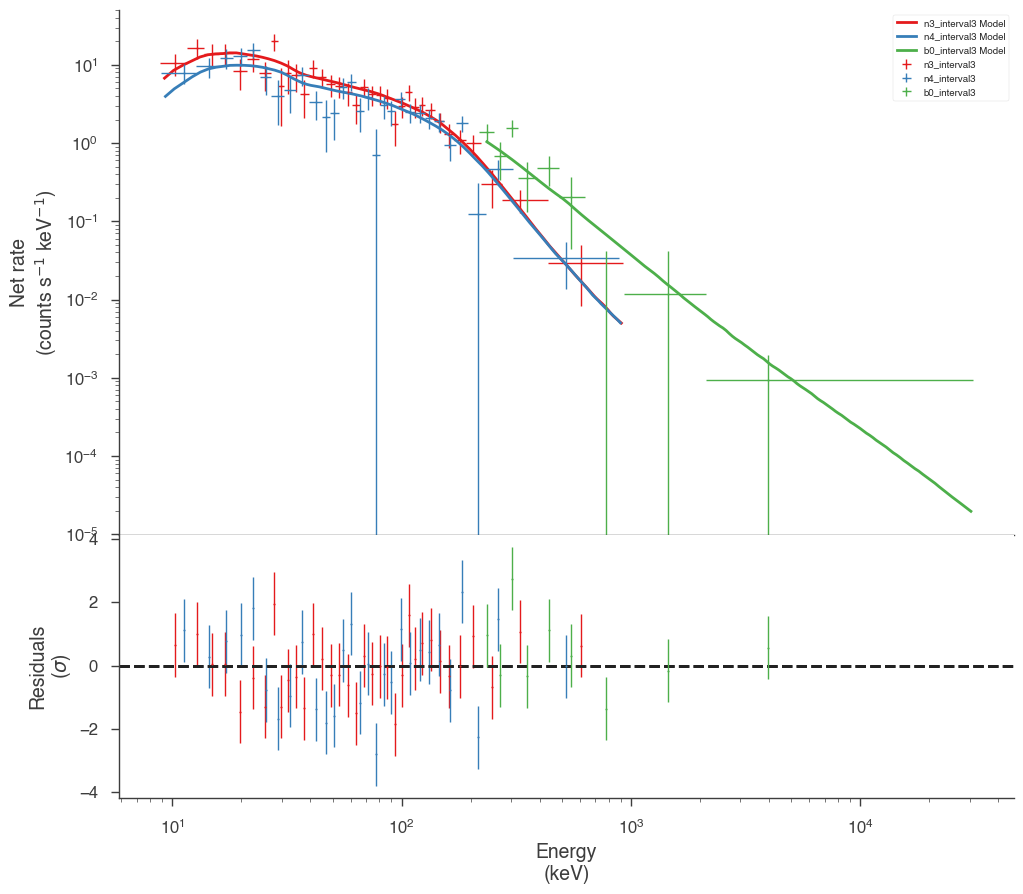 n3_interval3 Model
n4_interval3 Model
b0_interval3 Model
n3_interval3
n4_interval3
b0_interval3
Net rate
(counts s⁻¹ keV⁻¹)
10¹
10⁰
10⁻¹
10⁻²
10⁻³
10⁻⁴
10⁻⁵
Residuals
(σ)
4
2
0
−2
−4
10¹ 10² 10³ 10⁴
Energy
(keV)